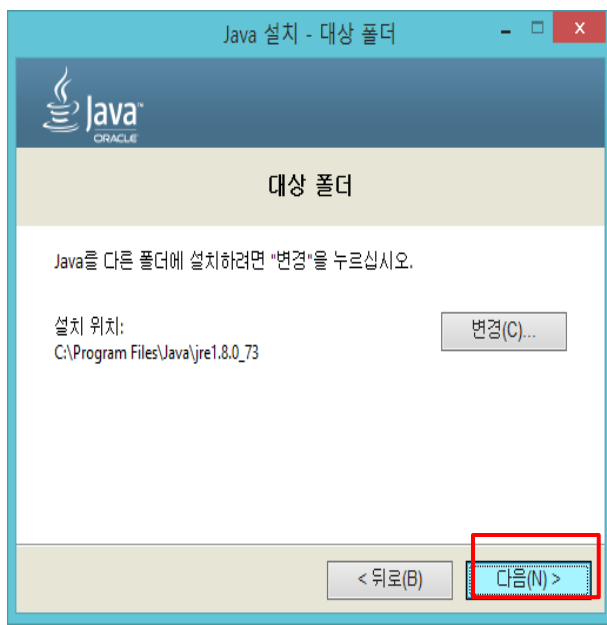 Java 설치 - 대상 폴더
Java™
ORACLE
대상 폴더
Java를 다른 폴더에 설치하려면 "변경"을 누르십시오.
설치 위치:
변경(C)...
C:\Program Files\Java\jre1.8.0_73
< 뒤로(B)
다음(N) >